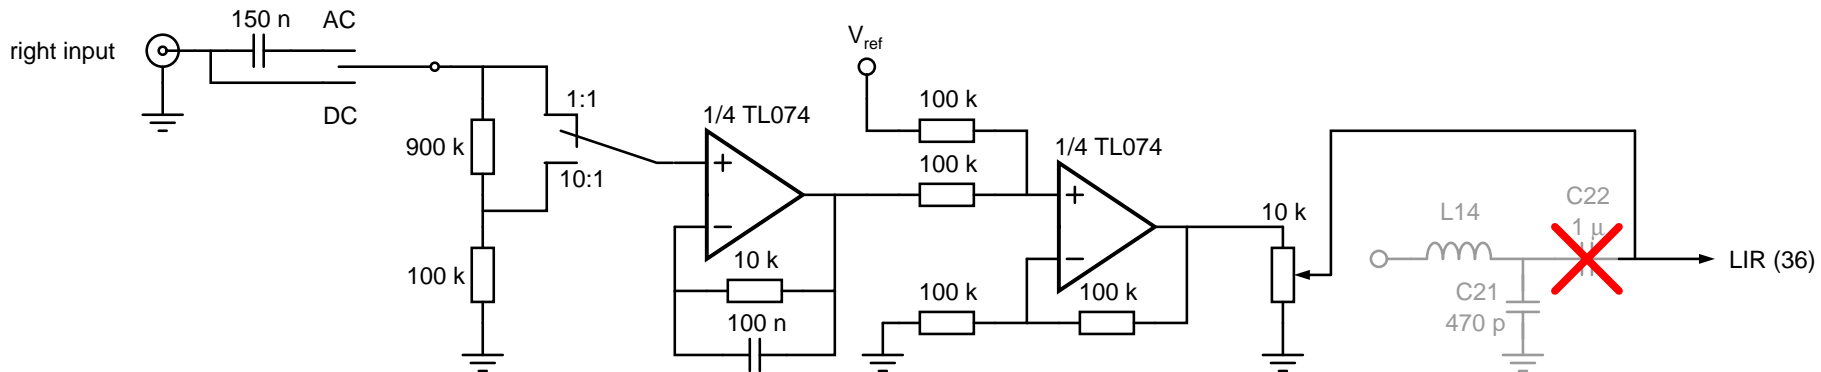 150 n
AC
right input
DC
1:1
900 k
10:1
100 k
1/4 TL074
+
−
10 k
100 n
Vref
100 k
100 k
1/4 TL074
+
−
100 k
100 k
10 k
L14
C22
1 µ
C21
470 p
LIR (36)